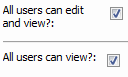 All users can edit
and view?:
All users can view?: